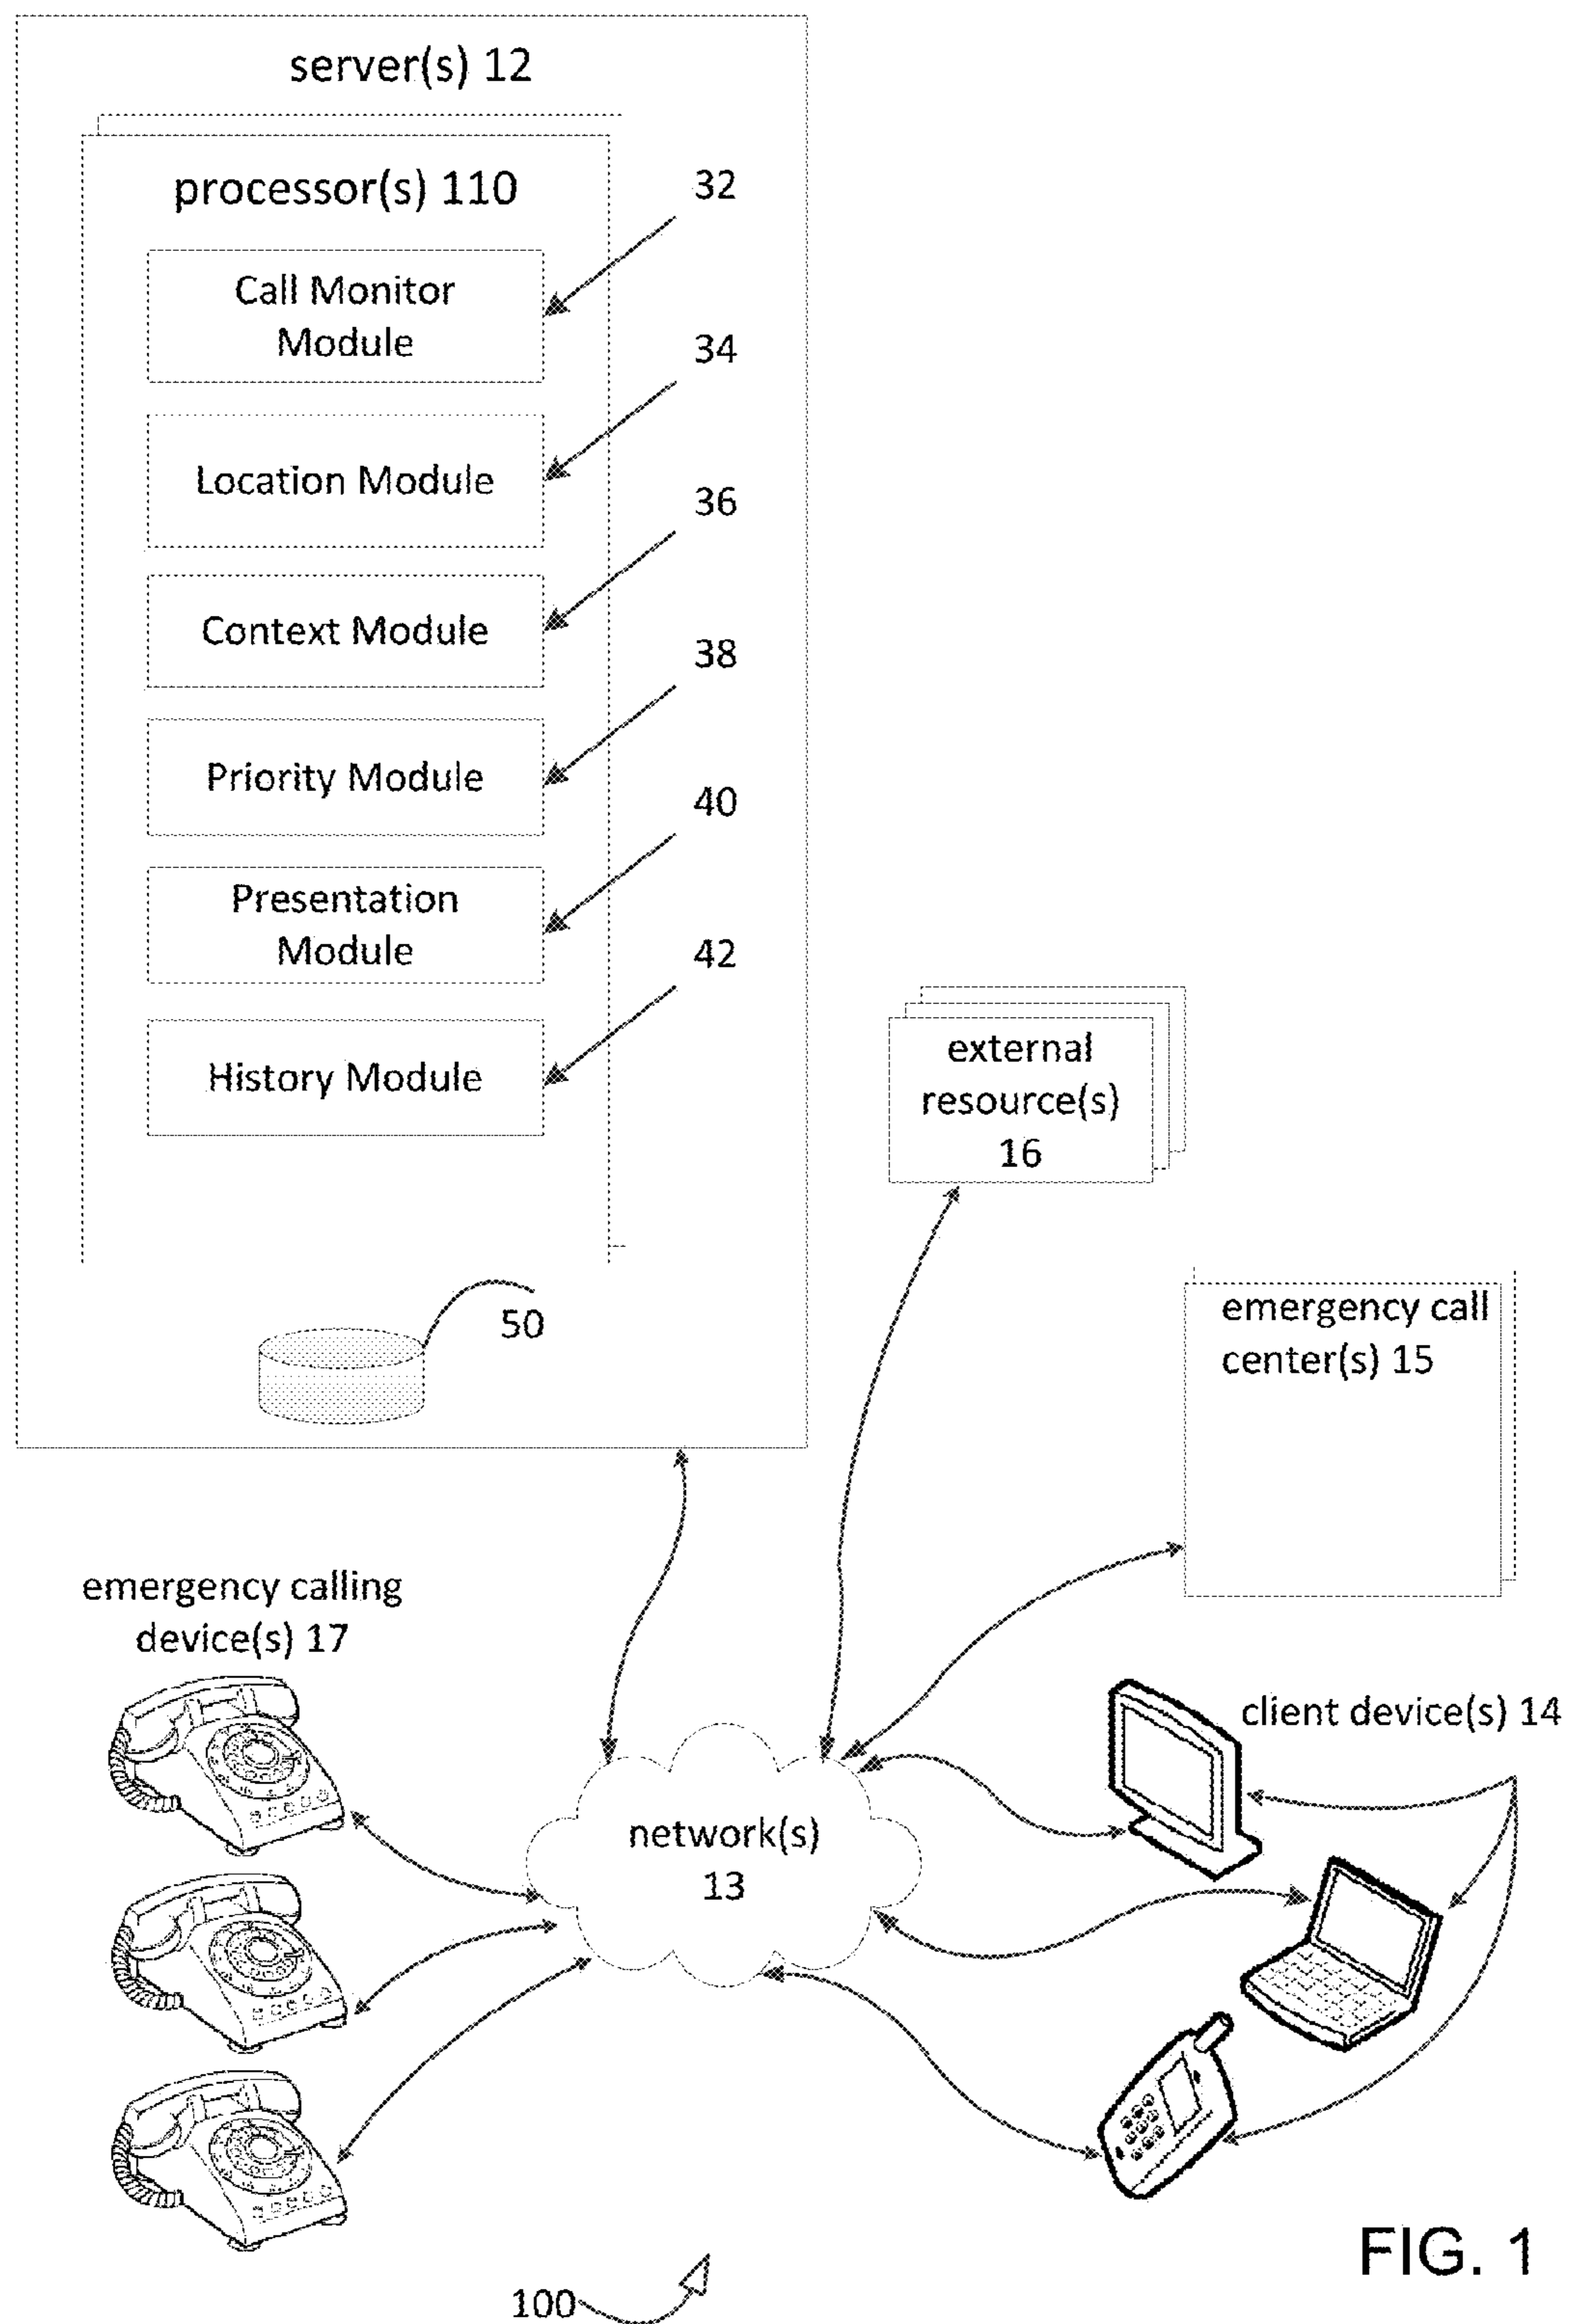 server(s) 12
processor(s) 110
32
Call Monitor
Module
34
Location Module
36
Context Module
38
Priority Module
40
Presentation
Module
42
History Module
50
external
resource(s)
16
emergency call
center(s) 15
emergency calling
device(s) 17
client device(s) 14
network(s)
13
FIG. 1
100